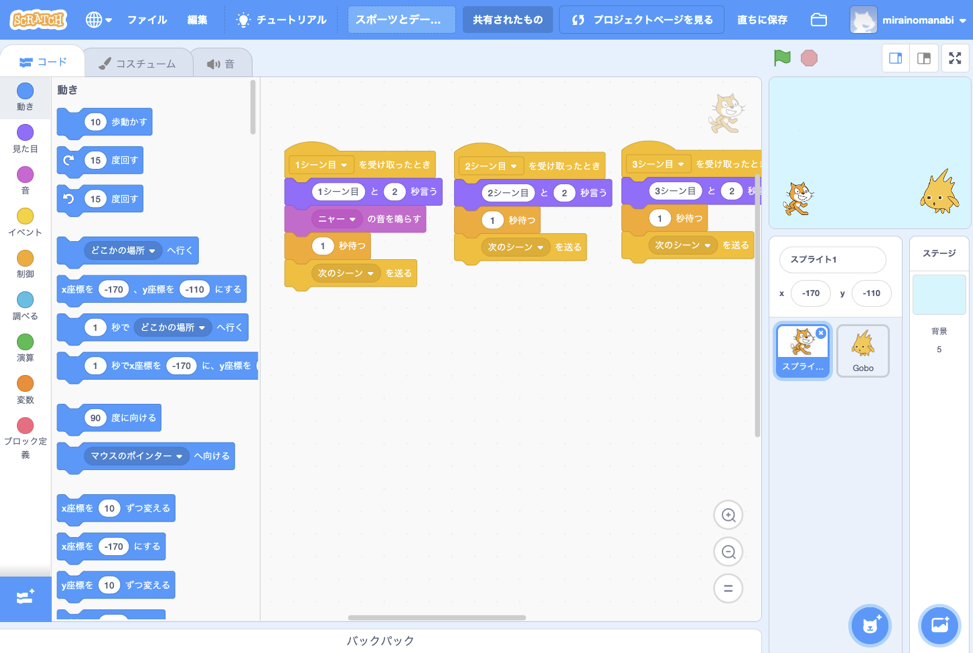 SCRATCH ファイル 編集 チュートリアル スポーツとデー… 共有されたもの プロジェクトページを見る 直ちに保存 mirainomanabi
コード コスチューム 音
動き
見た目
音
イベント
制御
調べる
演算
変数
ブロック定義
動き
10 歩動かす
15 度回す
15 度回す
どこかの場所 へ行く
x座標を -170 、y座標を -110 にする
1 秒で どこかの場所 へ行く
1 秒でx座標を -170 に、y座標を
90 度に向ける
マウスのポインター へ向ける
x座標を 10 ずつ変える
x座標を -170 にする
y座標を 10 ずつ変える
1シーン目 を受け取ったとき
1シーン目 と 2 秒言う
ニャー の音を鳴らす
1 秒待つ
次のシーン を送る
2シーン目 を受け取ったとき
2シーン目 と 2 秒言う
1 秒待つ
次のシーン を送る
3シーン目 を受け取ったとき
3シーン目 と 2 秒言
1 秒待つ
次のシーン を送る
スプライト1
x -170 y -110
スプライ…
Gobo
ステージ
背景
5
バックパック